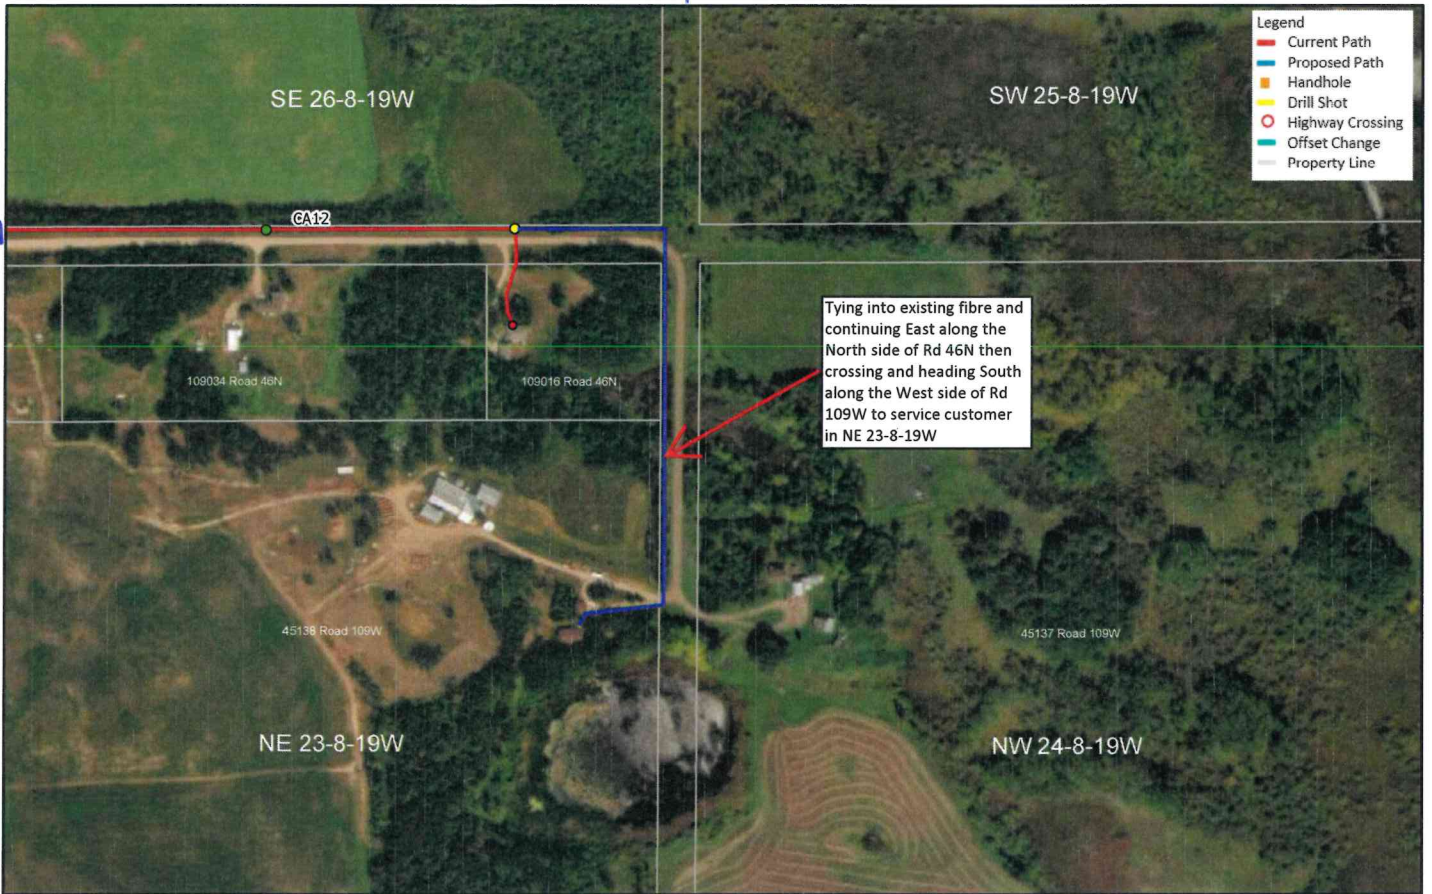 Legend
Current Path
Proposed Path
Handhole
Drill Shot
Highway Crossing
Offset Change
Property Line
SE 26-8-19W
SW 25-8-19W
CA12
Tying into existing fibre and
continuing East along the
North side of Rd 46N then
crossing and heading South
along the West side of Rd
109W to service customer
in NE 23-8-19W
109034 Road 46N
109016 Road 46N
45138 Road 109W
45137 Road 109W
NE 23-8-19W
NW 24-8-19W